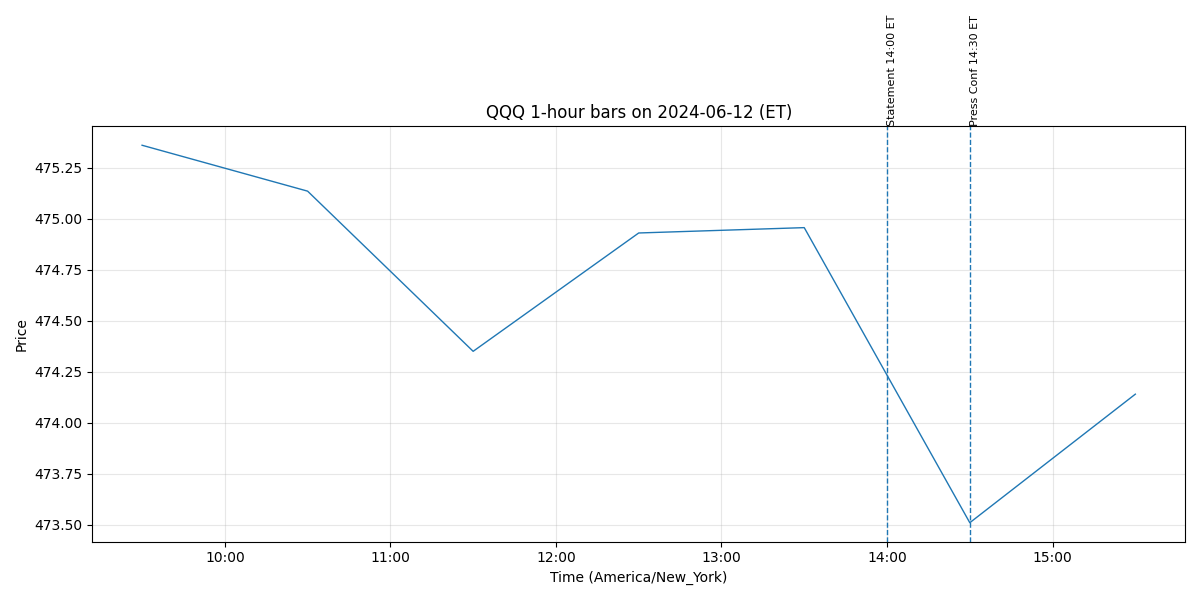 Statement 14:00 ET
Press Conf 14:30 ET
QQQ 1-hour bars on 2024-06-12 (ET)
Price
475.25
475.00
474.75
474.50
474.25
474.00
473.75
473.50
10:00
11:00
12:00
13:00
14:00
15:00
Time (America/New_York)